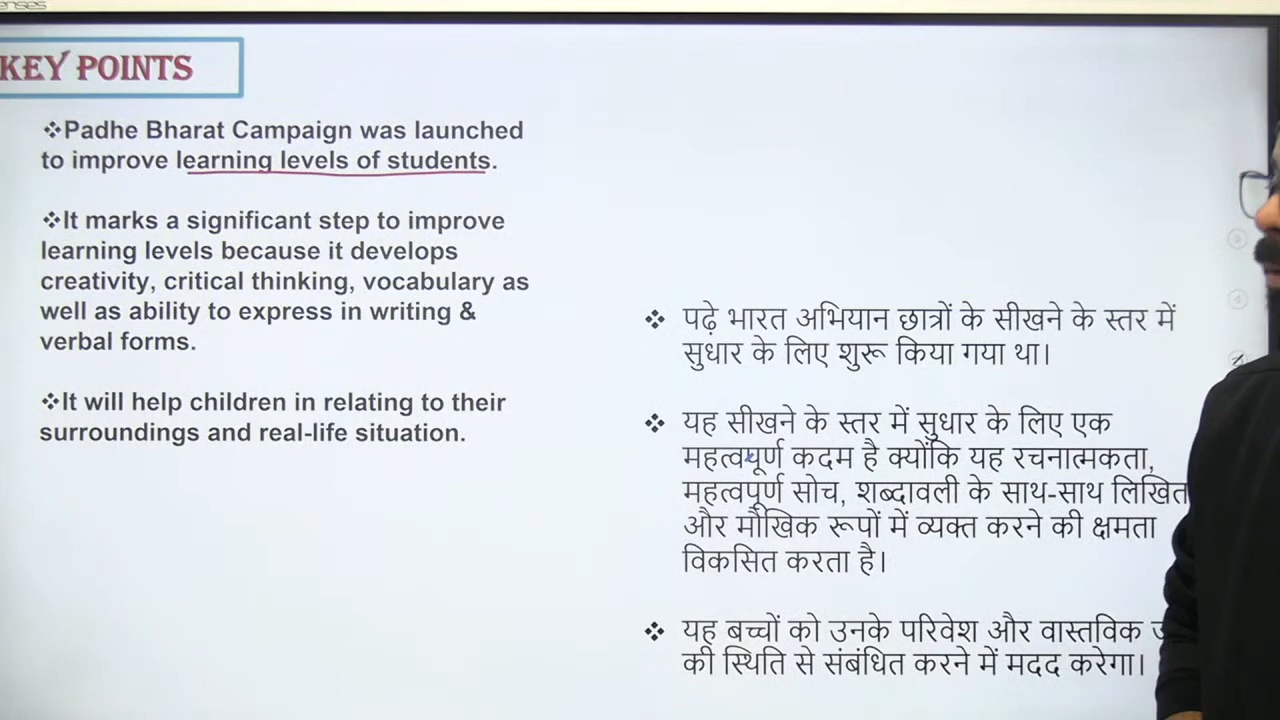 KEY POINTS
❖Padhe Bharat Campaign was launched
to improve learning levels of students.
❖It marks a significant step to improve
learning levels because it develops
creativity, critical thinking, vocabulary as
well as ability to express in writing &
verbal forms.
❖It will help children in relating to their
surroundings and real-life situation.
❖ पढ़े भारत अभियान छात्रों के सीखने के स्तर में
सुधार के लिए शुरू किया गया था।
❖ यह सीखने के स्तर में सुधार के लिए एक
महत्वपूर्ण कदम है क्योंकि यह रचनात्मकता,
महत्वपूर्ण सोच, शब्दावली के साथ-साथ लिखित
और मौखिक रूपों में व्यक्त करने की क्षमता
विकसित करता है।
❖ यह बच्चों को उनके परिवेश और वास्तविक
की स्थिति से संबंधित करने में मदद करेगा।